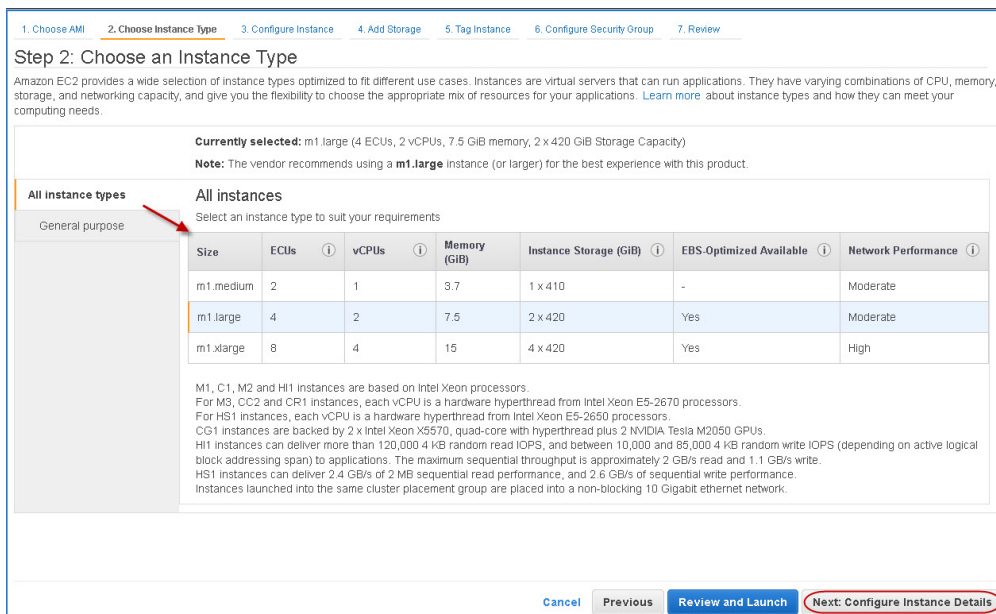 1. Choose AMI 2. Choose Instance Type 3. Configure Instance 4. Add Storage 5. Tag Instance 6. Configure Security Group 7. Review
Step 2: Choose an Instance Type
Amazon EC2 provides a wide selection of instance types optimized to fit different use cases. Instances are virtual servers that can run applications. They have varying combinations of CPU, memory,
storage, and networking capacity, and give you the flexibility to choose the appropriate mix of resources for your applications. Learn more about instance types and how they can meet your
computing needs.
Currently selected: m1.large (4 ECUs, 2 vCPUs, 7.5 GiB memory, 2 x 420 GiB Storage Capacity)
Note: The vendor recommends using a m1.large instance (or larger) for the best experience with this product.
All instance types
General purpose
All instances
Select an instance type to suit your requirements
Size ECUs i vCPUs i Memory (GiB) Instance Storage (GiB) i EBS-Optimized Available i Network Performance i
m1.medium 2 1 3.7 1 x 410 - Moderate
m1.large 4 2 7.5 2 x 420 Yes Moderate
m1.xlarge 8 4 15 4 x 420 Yes High
M1, C1, M2 and HI1 instances are based on Intel Xeon processors.
For M3, CC2 and CR1 instances, each vCPU is a hardware hyperthread from Intel Xeon E5-2670 processors.
For HS1 instances, each vCPU is a hardware hyperthread from Intel Xeon E5-2650 processors.
CG1 instances are backed by 2 x Intel Xeon X5570, quad-core with hyperthread plus 2 NVIDIA Tesla M2050 GPUs.
HI1 instances can deliver more than 120,000 4 KB random read IOPS, and between 10,000 and 85,000 4 KB random write IOPS (depending on active logical
block addressing span) to applications. The maximum sequential throughput is approximately 2 GB/s read and 1.1 GB/s write.
HS1 instances can deliver 2.4 GB/s of 2 MB sequential read performance, and 2.6 GB/s of sequential write performance.
Instances launched into the same cluster placement group are placed into a non-blocking 10 Gigabit ethernet network.
Cancel Previous Review and Launch Next: Configure Instance Details